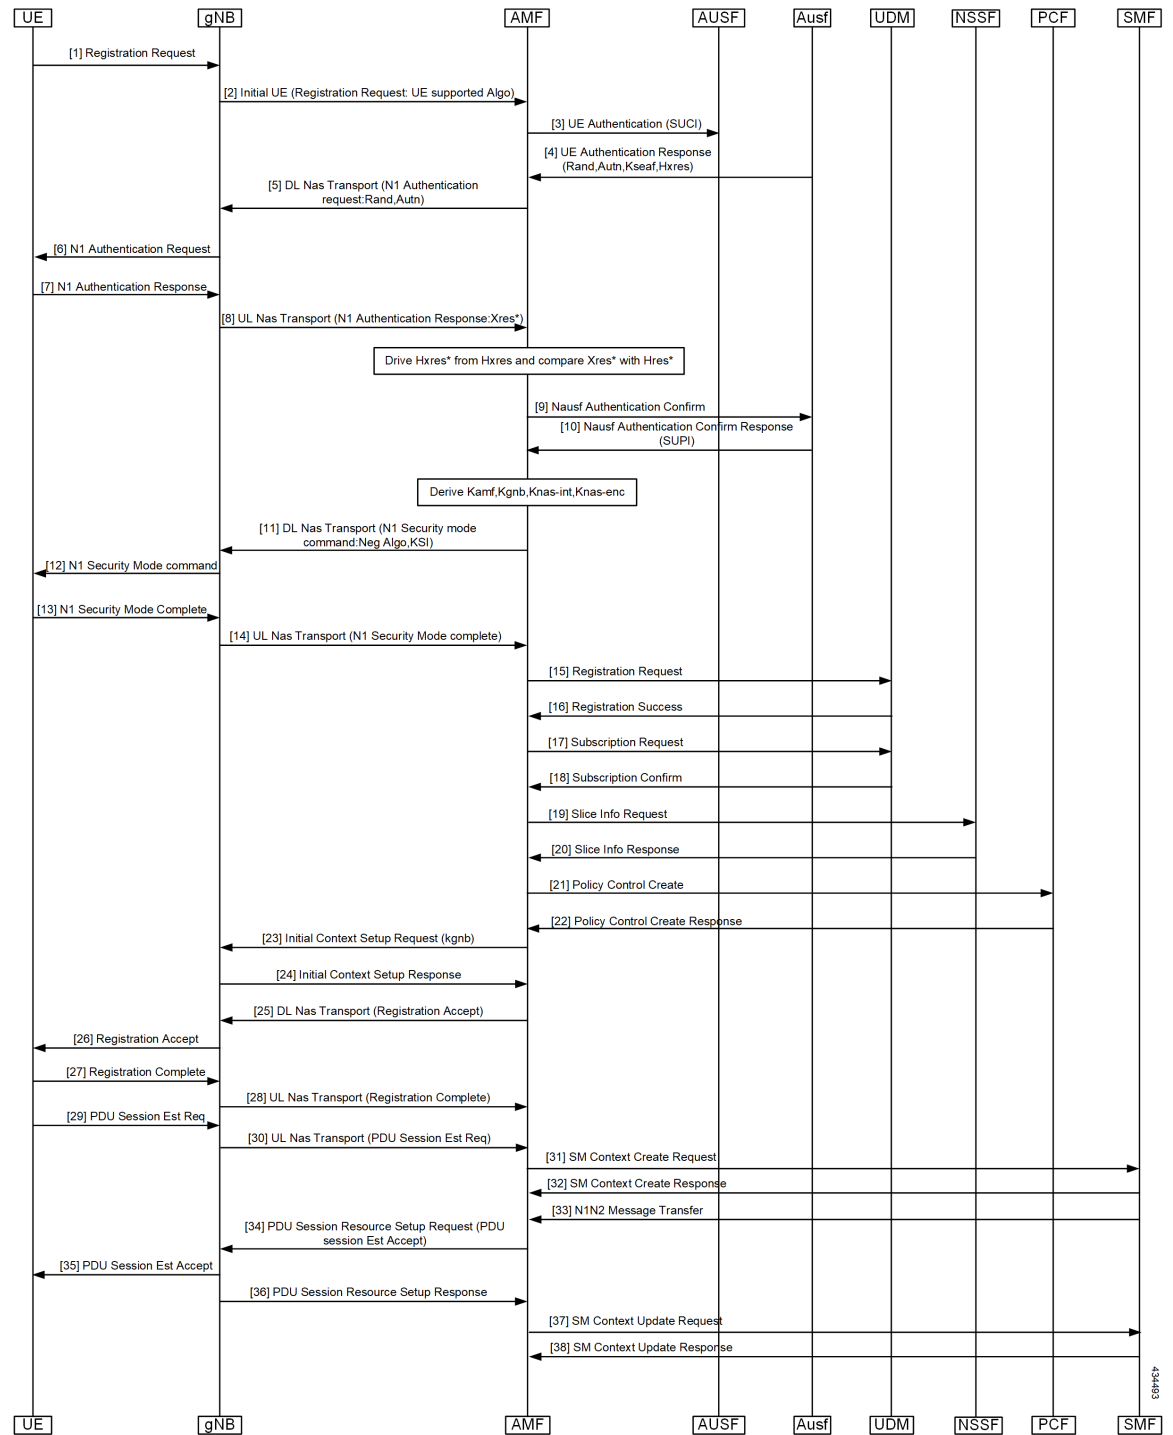 UE gNB AMF AUSF Ausf UDM NSSF PCF SMF
[1] Registration Request
[2] Initial UE (Registration Request: UE supported Algo)
[3] UE Authentication (SUCI)
[4] UE Authentication Response
(Rand,Autn,Kseaf,Hxres)
[5] DL Nas Transport (N1 Authentication
request:Rand,Autn)
[6] N1 Authentication Request
[7] N1 Authentication Response
[8] UL Nas Transport (N1 Authentication Response:Xres*)
Drive Hxres* from Hxres and compare Xres* with Hres*
[9] Nausf Authentication Confirm
[10] Nausf Authentication Confirm Response
(SUPI)
Derive Kamf,Kgnb,Knas-int,Knas-enc
[11] DL Nas Transport (N1 Security mode
command:Neg Algo,KSI)
[12] N1 Security Mode command
[13] N1 Security Mode Complete
[14] UL Nas Transport (N1 Security Mode complete)
[15] Registration Request
[16] Registration Success
[17] Subscription Request
[18] Subscription Confirm
[19] Slice Info Request
[20] Slice Info Response
[21] Policy Control Create
[22] Policy Control Create Response
[23] Initial Context Setup Request (kgnb)
[24] Initial Context Setup Response
[25] DL Nas Transport (Registration Accept)
[26] Registration Accept
[27] Registration Complete
[28] UL Nas Transport (Registration Complete)
[29] PDU Session Est Req
[30] UL Nas Transport (PDU Session Est Req)
[31] SM Context Create Request
[32] SM Context Create Response
[33] N1N2 Message Transfer
[34] PDU Session Resource Setup Request (PDU
session Est Accept)
[35] PDU Session Est Accept
[36] PDU Session Resource Setup Response
[37] SM Context Update Request
[38] SM Context Update Response
434493
UE gNB AMF AUSF Ausf UDM NSSF PCF SMF